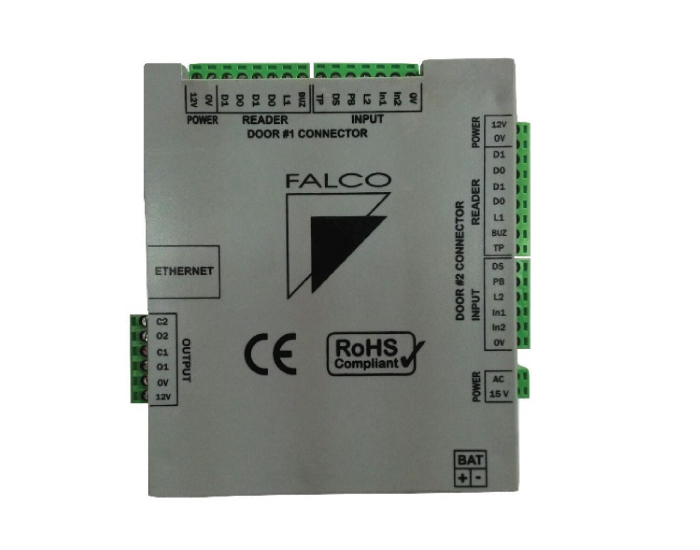 12V 0V D1 D0 D1 D0 L1 BUZ TP DS PB L2 In1 In2 0V
POWER READER INPUT
DOOR #1 CONNECTOR
FALCO
ETHERNET
C2
O2
C1
O1
0V
12V
OUTPUT
CE
RoHS
Compliant
DOOR #2 CONNECTOR
POWER
12V
0V
READER
D1
D0
D1
D0
L1
BUZ
TP
INPUT
DS
PB
L2
In1
In2
0V
POWER
AC
15 V
BAT
+ -